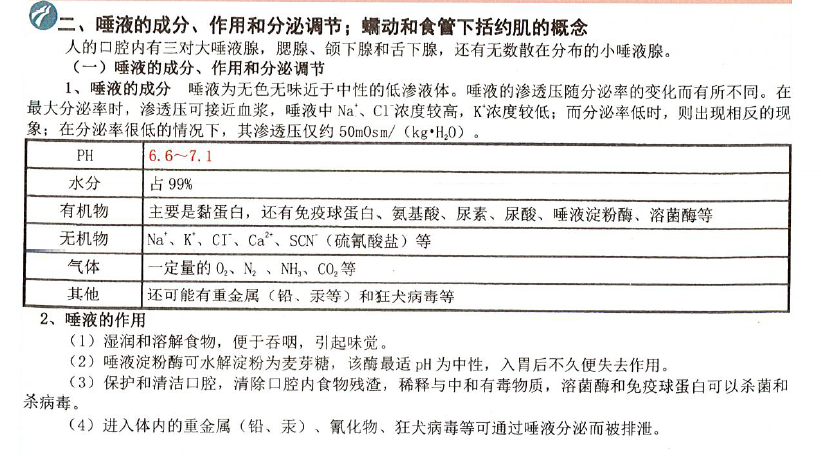 二、唾液的成分、作用和分泌调节；蠕动和食管下括约肌的概念
人的口腔内有三对大唾液腺，腮腺、颌下腺和舌下腺，还有无数散在分布的小唾液腺。
（一）唾液的成分、作用和分泌调节
1、唾液的成分　唾液为无色无味近于中性的低渗液体。唾液的渗透压随分泌率的变化而有所不同。在
最大分泌率时，渗透压可接近血浆，唾液中 Na⁺、Cl⁻浓度较高，K⁺浓度较低；而分泌率低时，则出现相反的现
象；在分泌率很低的情况下，其渗透压仅约 50mOsm/（kg•H₂O）。
PH 6.6～7.1
水分 占 99%
有机物 主要是黏蛋白，还有免疫球蛋白、氨基酸、尿素、尿酸、唾液淀粉酶、溶菌酶等
无机物 Na⁺、K⁺、CI⁻、Ca²⁺、SCN⁻（硫氰酸盐）等
气体 一定量的 O₂、N₂ 、NH₃、CO₂ 等
其他 还可能有重金属（铅、汞等）和狂犬病毒等
2、唾液的作用
（1）湿润和溶解食物，便于吞咽，引起味觉。
（2）唾液淀粉酶可水解淀粉为麦芽糖，该酶最适 pH 为中性，入胃后不久便失去作用。
（3）保护和清洁口腔，清除口腔内食物残渣，稀释与中和有毒物质，溶菌酶和免疫球蛋白可以杀菌和
杀病毒。
（4）进入体内的重金属（铅、汞）、氰化物、狂犬病毒等可通过唾液分泌而被排泄。